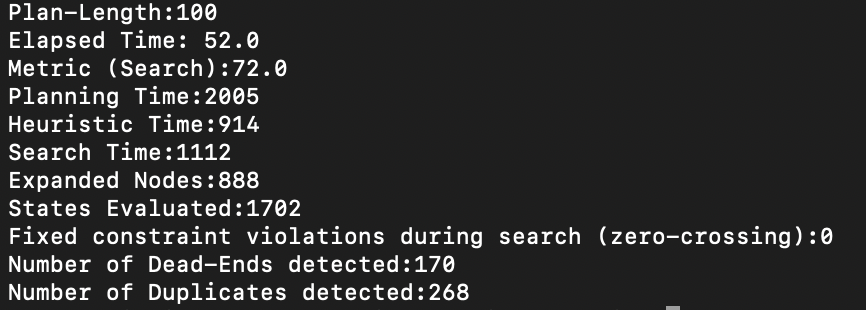 Plan-Length:100
Elapsed Time: 52.0
Metric (Search):72.0
Planning Time:2005
Heuristic Time:914
Search Time:1112
Expanded Nodes:888
States Evaluated:1702
Fixed constraint violations during search (zero-crossing):0
Number of Dead-Ends detected:170
Number of Duplicates detected:268